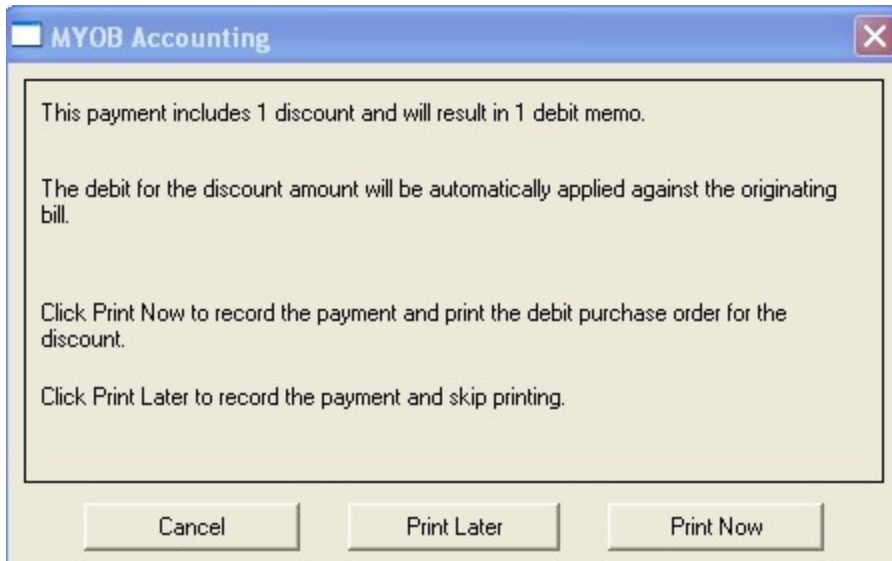 MYOB Accounting
This payment includes 1 discount and will result in 1 debit memo.
The debit for the discount amount will be automatically applied against the originating
bill.
Click Print Now to record the payment and print the debit purchase order for the
discount.
Click Print Later to record the payment and skip printing.
Cancel
Print Later
Print Now